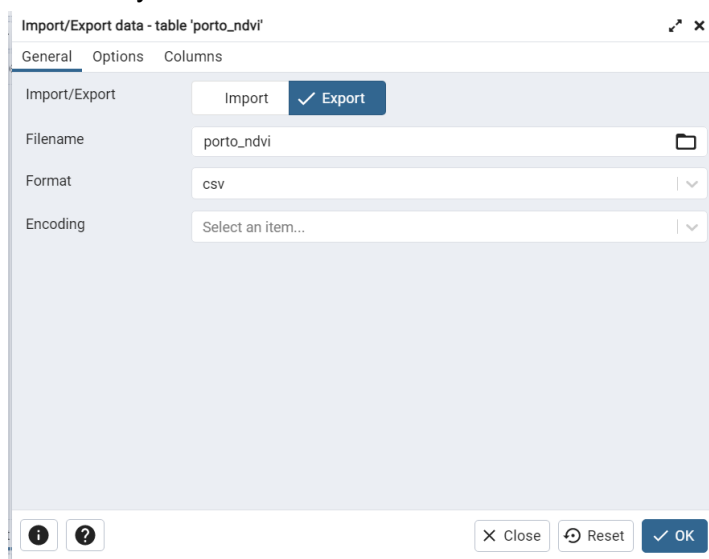 Import/Export data - table 'porto_ndvi'
General Options Columns
Import/Export Import Export
Filename porto_ndvi
Format csv
Encoding Select an item...
Close Reset OK